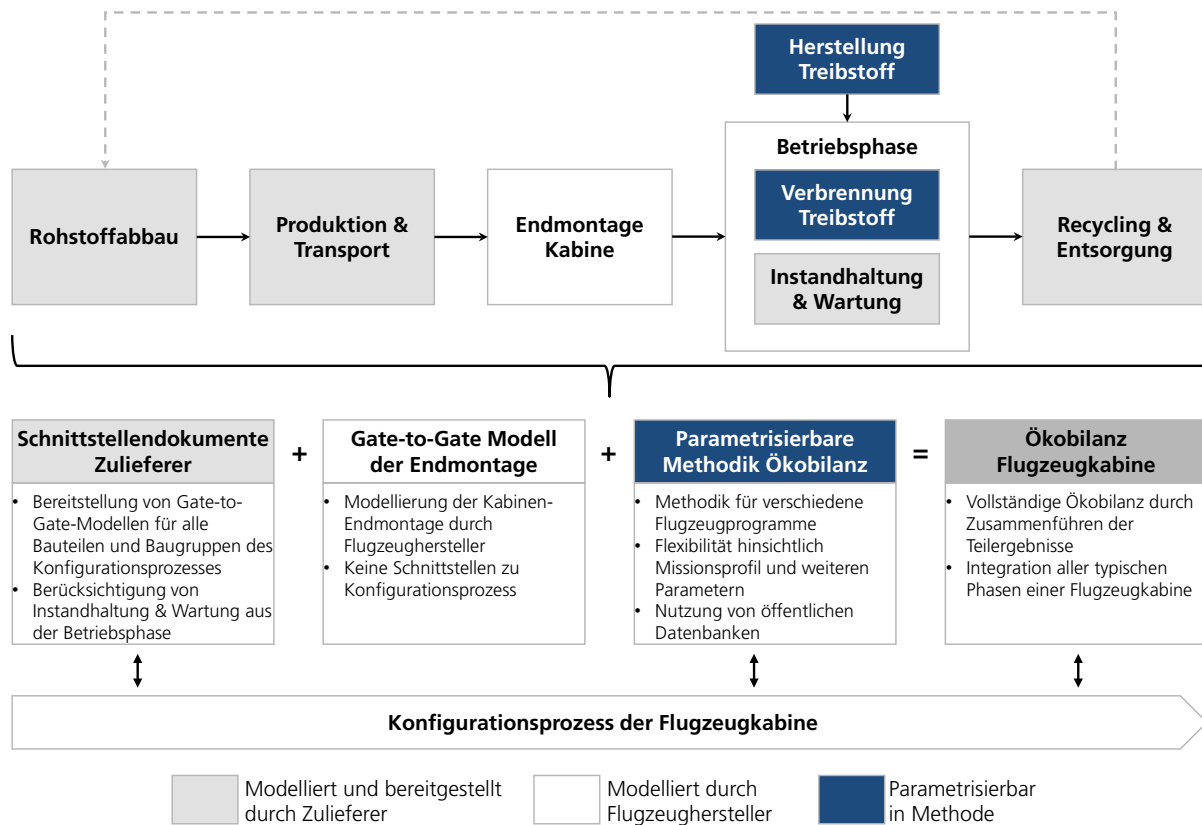 Herstellung
Treibstoff
Betriebsphase
Rohstoffabbau
Produktion &
Transport
Endmontage
Kabine
Verbrennung
Treibstoff
Instandhaltung
& Wartung
Recycling &
Entsorgung
Schnittstellendokumente
Zulieferer
• Bereitstellung von Gate-to-
Gate-Modellen für alle
Bauteilen und Baugruppen des
Konfigurationsprozesses
• Berücksichtigung von
Instandhaltung & Wartung aus
der Betriebsphase
+
Gate-to-Gate Modell
der Endmontage
• Modellierung der Kabinen-
Endmontage durch
Flugzeughersteller
• Keine Schnittstellen zu
Konfigurationsprozess
+
Parametrisierbare
Methodik Ökobilanz
• Methodik für verschiedene
Flugzeugprogramme
• Flexibilität hinsichtlich
Missionsprofil und weiteren
Parametern
• Nutzung von öffentlichen
Datenbanken
=
Ökobilanz
Flugzeugkabine
• Vollständige Ökobilanz durch
Zusammenführen der
Teilergebnisse
• Integration aller typischen
Phasen einer Flugzeugkabine
Konfigurationsprozess der Flugzeugkabine
Modelliert und bereitgestellt
durch Zulieferer
Modelliert durch
Flugzeughersteller
Parametrisierbar
in Methode